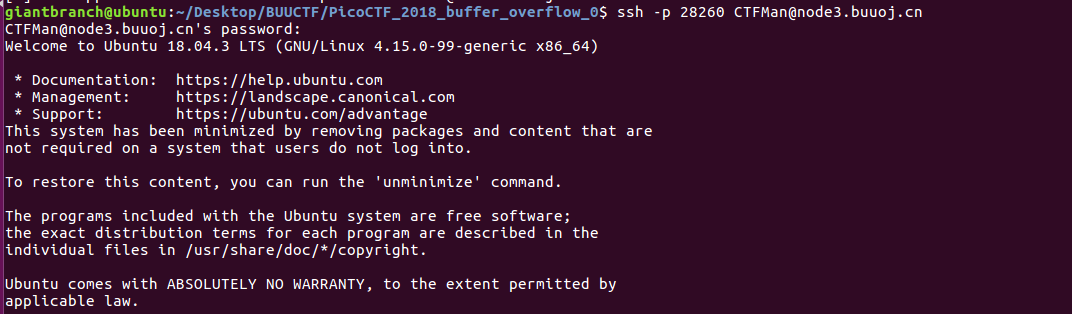 giantbranch@ubuntu:~/Desktop/BUUCTF/PicoCTF_2018_buffer_overflow_0$ ssh -p 28260 CTFMan@node3.buuoj.cn
CTFMan@node3.buuoj.cn's password:
Welcome to Ubuntu 18.04.3 LTS (GNU/Linux 4.15.0-99-generic x86_64)

 * Documentation:  https://help.ubuntu.com
 * Management:     https://landscape.canonical.com
 * Support:        https://ubuntu.com/advantage
This system has been minimized by removing packages and content that are
not required on a system that users do not log into.

To restore this content, you can run the 'unminimize' command.

The programs included with the Ubuntu system are free software;
the exact distribution terms for each program are described in the
individual files in /usr/share/doc/*/copyright.

Ubuntu comes with ABSOLUTELY NO WARRANTY, to the extent permitted by
applicable law.